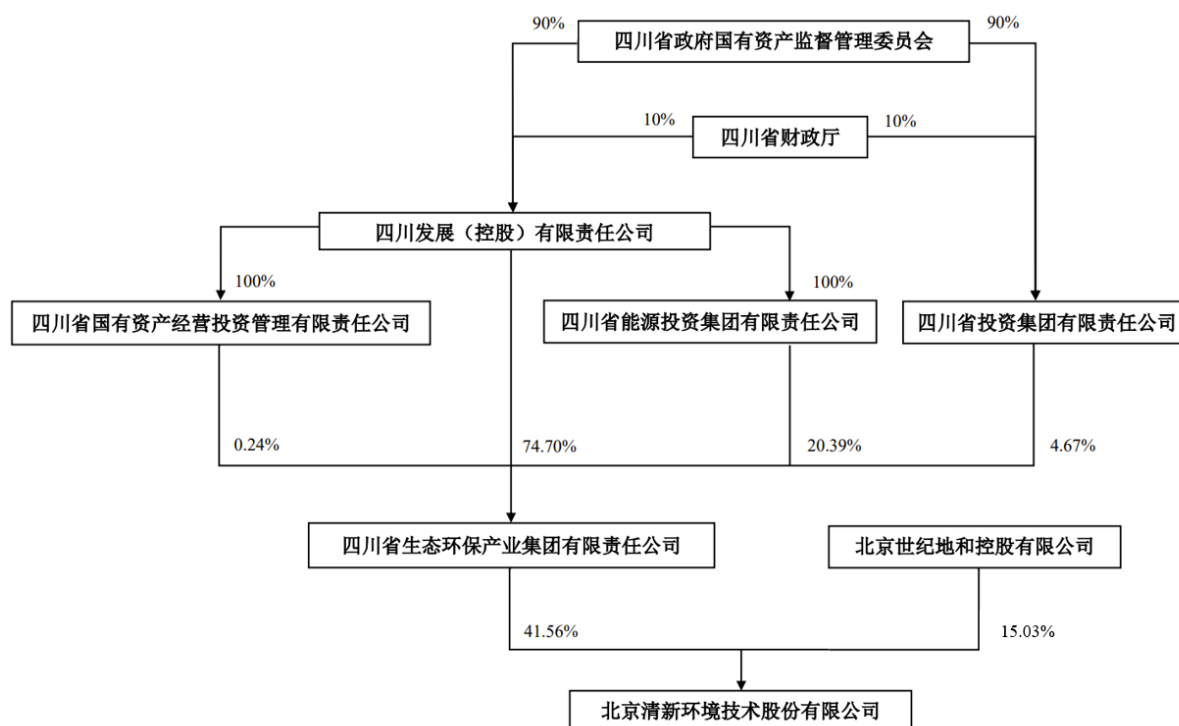 90%
四川省政府国有资产监督管理委员会
90%
10%
四川省财政厅
10%
四川发展（控股）有限责任公司
100%
100%
四川省国有资产经营投资管理有限责任公司
四川省能源投资集团有限责任公司
四川省投资集团有限责任公司
0.24%
74.70%
20.39%
4.67%
四川省生态环保产业集团有限责任公司
北京世纪地和控股有限公司
41.56%
15.03%
北京清新环境技术股份有限公司